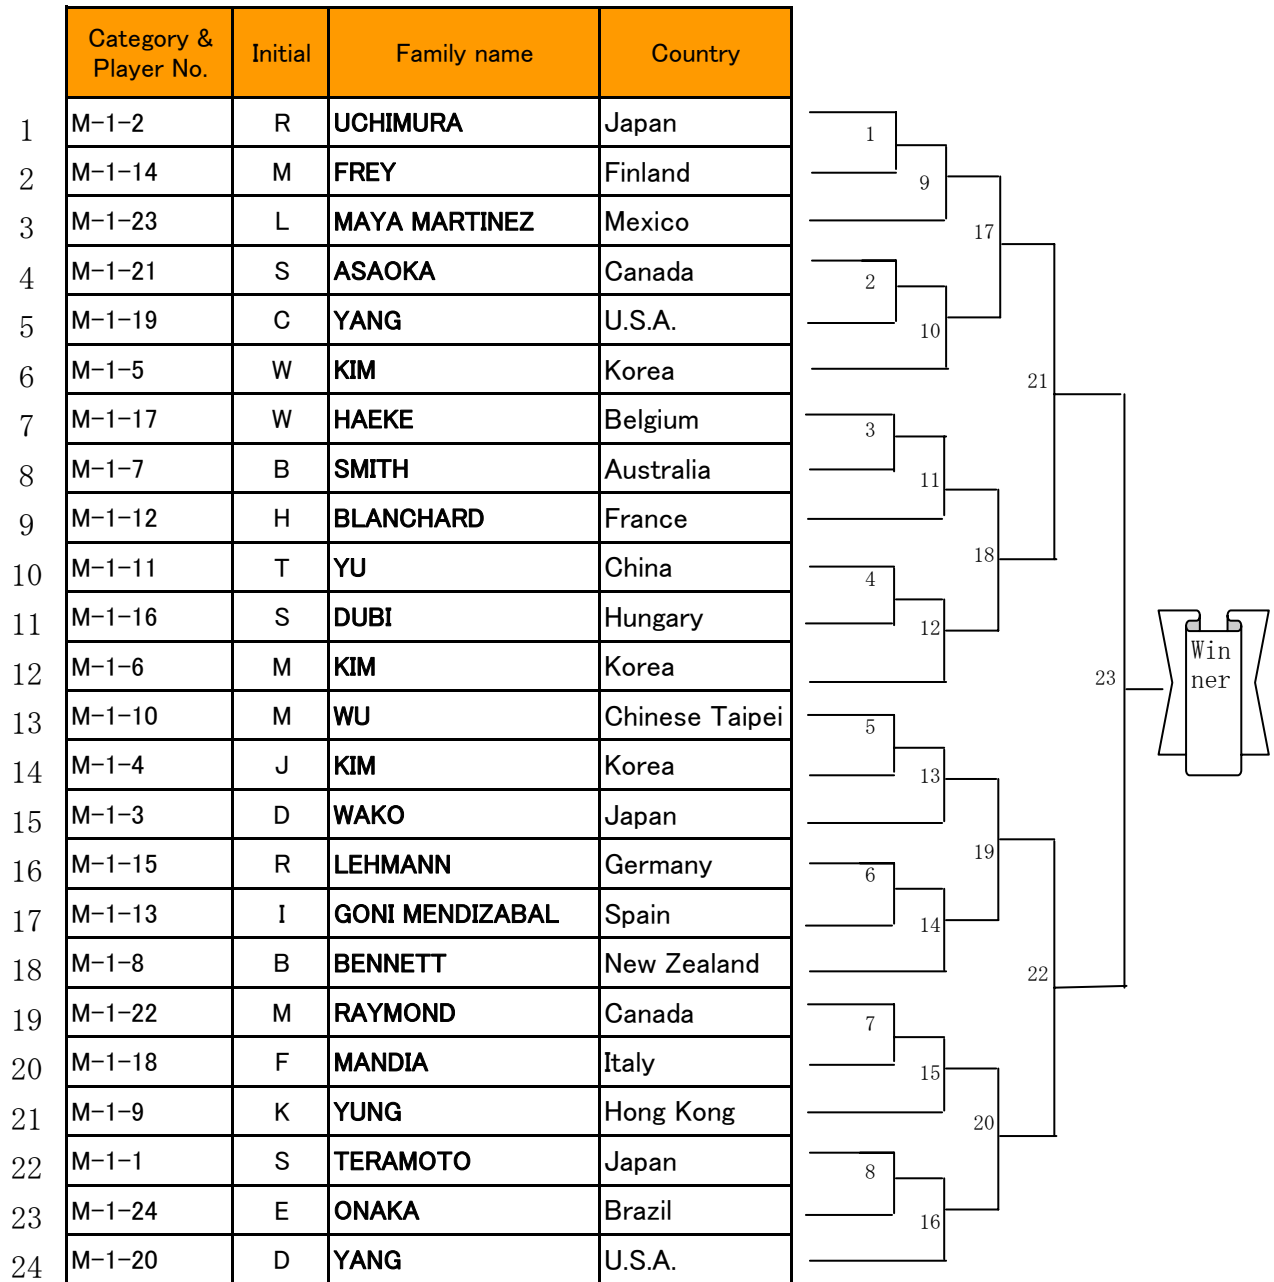 Category &
Player No.
Initial
Family name
Country
1 M-1-2 R UCHIMURA Japan
2 M-1-14 M FREY Finland
3 M-1-23 L MAYA MARTINEZ Mexico
4 M-1-21 S ASAOKA Canada
5 M-1-19 C YANG U.S.A.
6 M-1-5 W KIM Korea
7 M-1-17 W HAEKE Belgium
8 M-1-7 B SMITH Australia
9 M-1-12 H BLANCHARD France
10 M-1-11 T YU China
11 M-1-16 S DUBI Hungary
12 M-1-6 M KIM Korea
13 M-1-10 M WU Chinese Taipei
14 M-1-4 J KIM Korea
15 M-1-3 D WAKO Japan
16 M-1-15 R LEHMANN Germany
17 M-1-13 I GONI MENDIZABAL Spain
18 M-1-8 B BENNETT New Zealand
19 M-1-22 M RAYMOND Canada
20 M-1-18 F MANDIA Italy
21 M-1-9 K YUNG Hong Kong
22 M-1-1 S TERAMOTO Japan
23 M-1-24 E ONAKA Brazil
24 M-1-20 D YANG U.S.A.
1
2
3
4
5
6
7
8
9
10
11
12
13
14
15
16
17
18
19
20
21
22
23
Win
ner